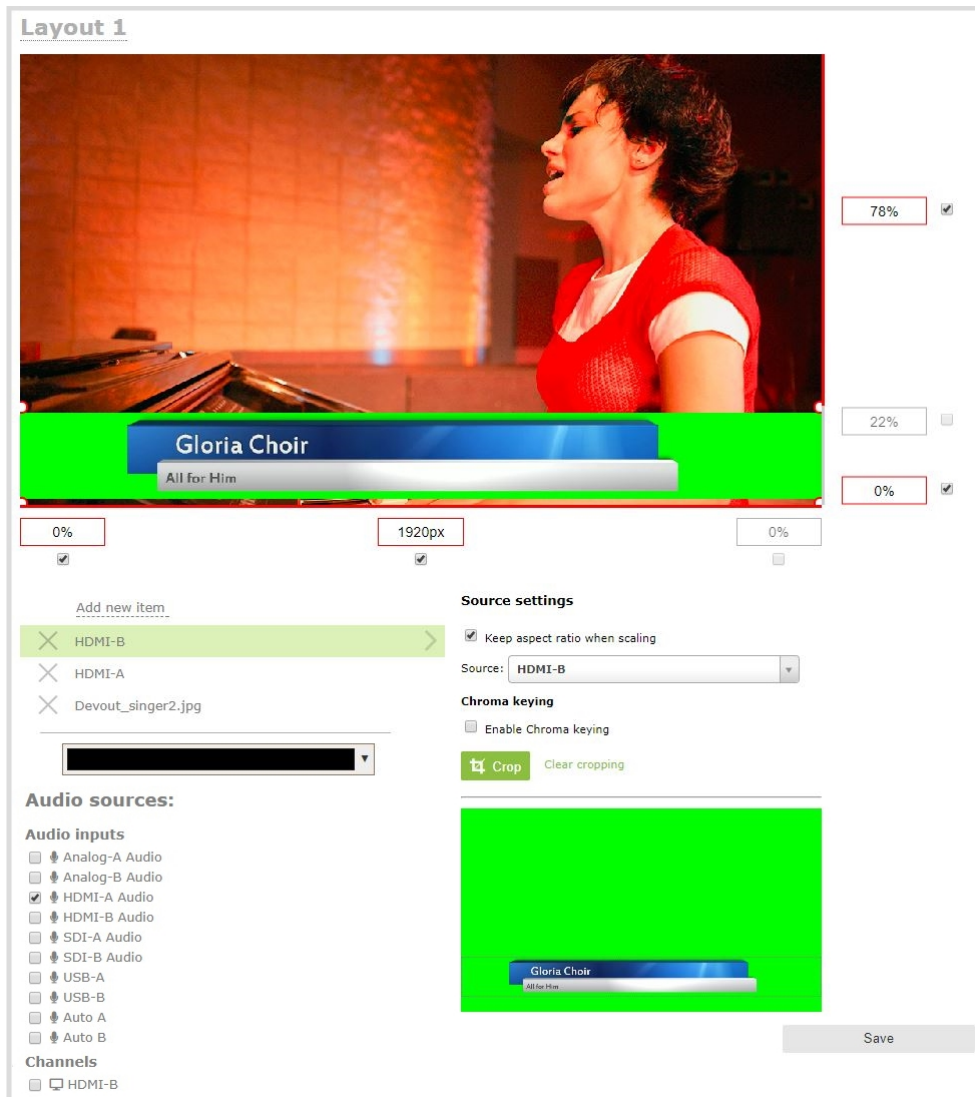 Layout 1
78%
Gloria Choir
All for Him
22%
0%
0%
1920px
0%
Add new item
HDMI-B
HDMI-A
Devout_singer2.jpg
Source settings
Keep aspect ratio when scaling
Source: HDMI-B
Chroma keying
Enable Chroma keying
Crop Clear cropping
Audio sources:
Audio inputs
Analog-A Audio
Analog-B Audio
HDMI-A Audio
HDMI-B Audio
SDI-A Audio
SDI-B Audio
USB-A
USB-B
Auto A
Auto B
Channels
HDMI-B
Gloria Choir
All for Him
Save